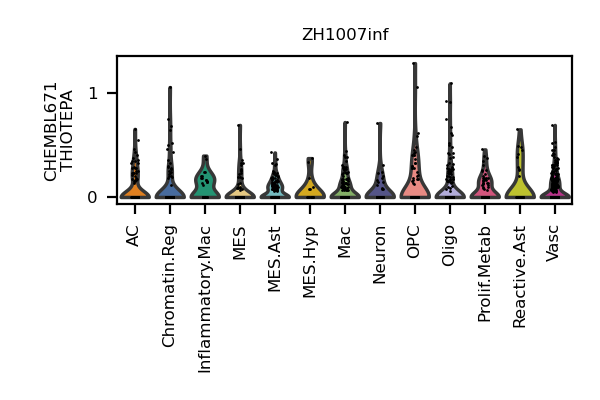 ZH1007inf
CHEMBL671
THIOTEPA
1
0
AC
Chromatin.Reg
Inflammatory.Mac
MES
MES.Ast
MES.Hyp
Mac
Neuron
OPC
Oligo
Prolif.Metab
Reactive.Ast
Vasc